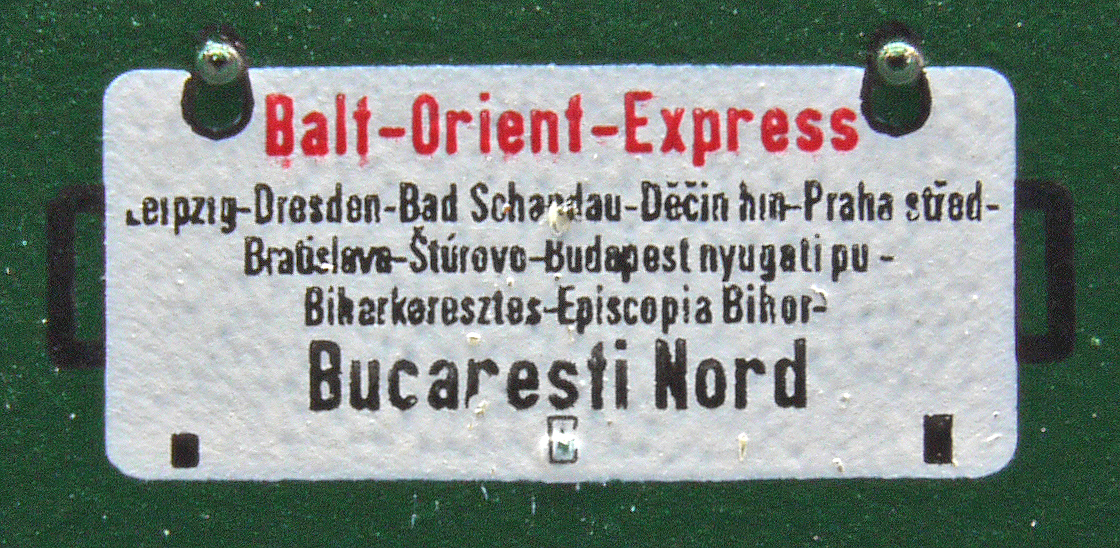 Balt-Orient-Express
Leipzig-Dresden-Bad Schandau-Děčín hln-Praha střed-
Bratislava-Štúrovo-Budapest nyugati pu -
Biharkeresztes-Episcopia Bihor-
Bucaresti Nord